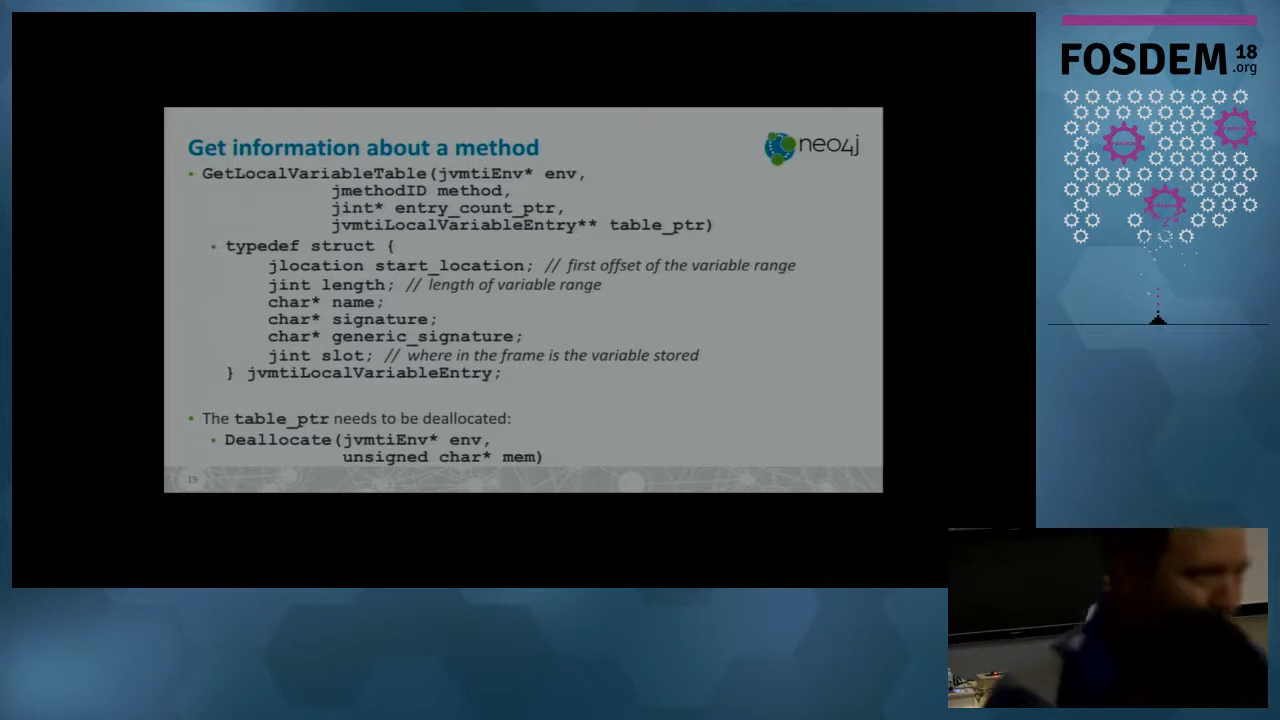 FOSDEM 18
.org
Get information about a method
neo4j
• GetLocalVariableTable(jvmtiEnv* env,
jmethodID method,
jint* entry_count_ptr,
jvmtiLocalVariableEntry** table_ptr)
• typedef struct {
jlocation start_location; // first offset of the variable range
jint length; // length of variable range
char* name;
char* signature;
char* generic_signature;
jint slot; // where in the frame is the variable stored
} jvmtiLocalVariableEntry;
• The table_ptr needs to be deallocated:
• Deallocate(jvmtiEnv* env,
unsigned char* mem)
19